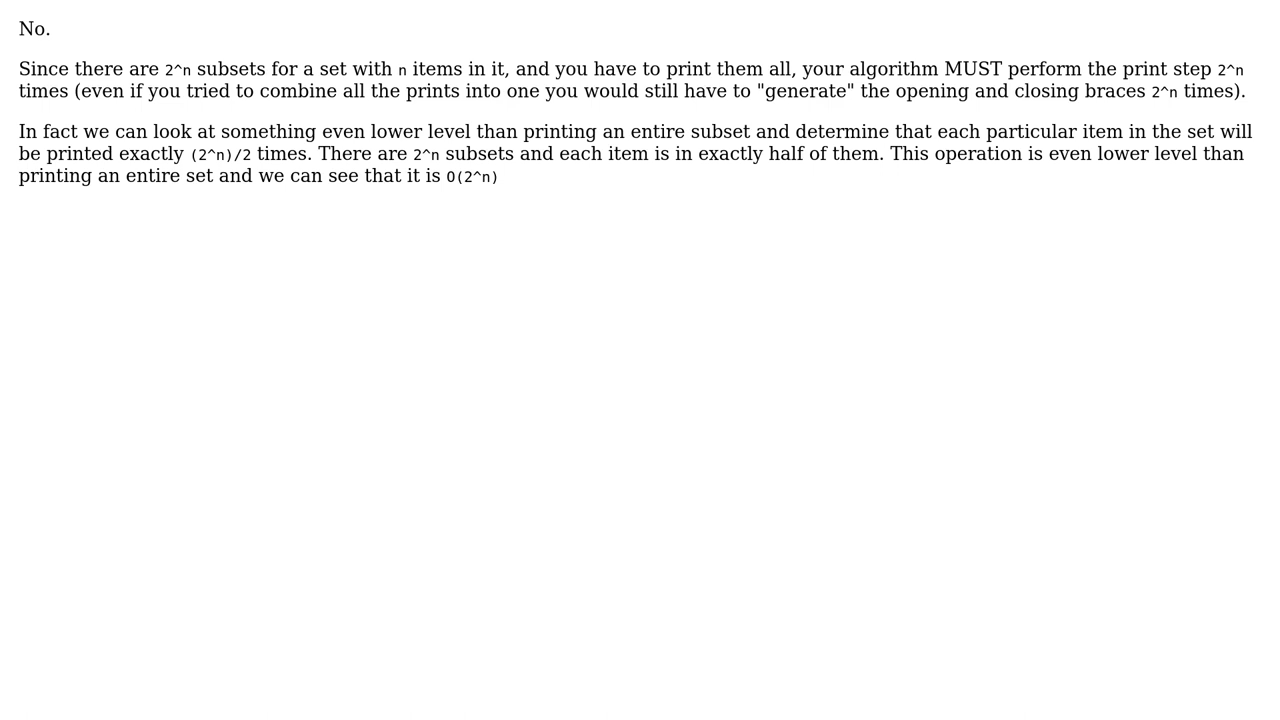 No.
Since there are 2^n subsets for a set with n items in it, and you have to print them all, your algorithm MUST perform the print step 2^n
times (even if you tried to combine all the prints into one you would still have to "generate" the opening and closing braces 2^n times).
In fact we can look at something even lower level than printing an entire subset and determine that each particular item in the set will
be printed exactly (2^n)/2 times. There are 2^n subsets and each item is in exactly half of them. This operation is even lower level than
printing an entire set and we can see that it is O(2^n)